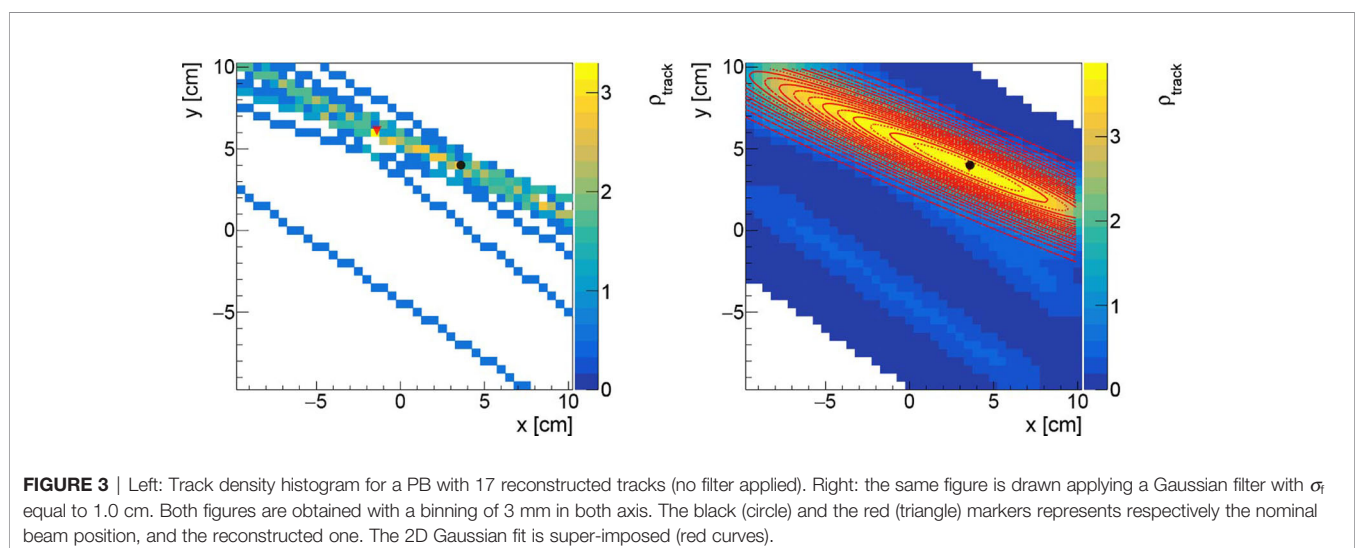 y [cm]
10
5
0
−5
−5
0
5
10
x [cm]
ρtrack
3
2
1
0
y [cm]
10
5
0
−5
−5
0
5
10
x [cm]
ρtrack
3
2
1
0
FIGURE 3 | Left: Track density histogram for a PB with 17 reconstructed tracks (no filter applied). Right: the same figure is drawn applying a Gaussian filter with σf
equal to 1.0 cm. Both figures are obtained with a binning of 3 mm in both axis. The black (circle) and the red (triangle) markers represents respectively the nominal
beam position, and the reconstructed one. The 2D Gaussian fit is super-imposed (red curves).